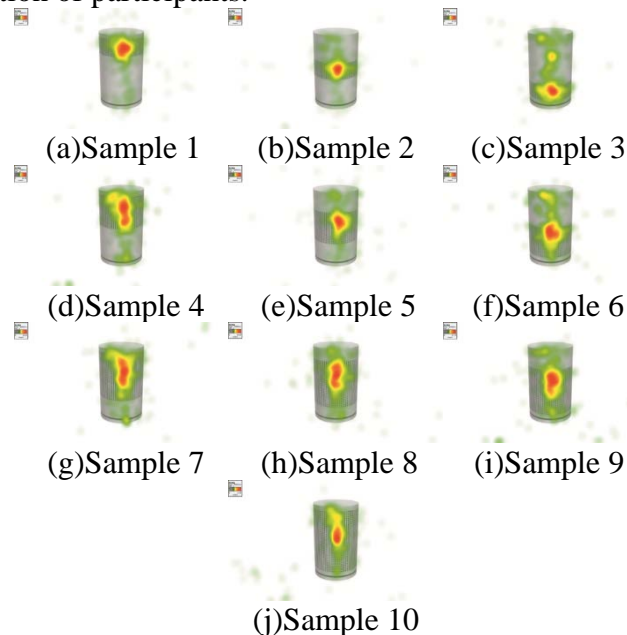 tion of participants.
(a)Sample 1
(b)Sample 2
(c)Sample 3
(d)Sample 4
(e)Sample 5
(f)Sample 6
(g)Sample 7
(h)Sample 8
(i)Sample 9
(j)Sample 10